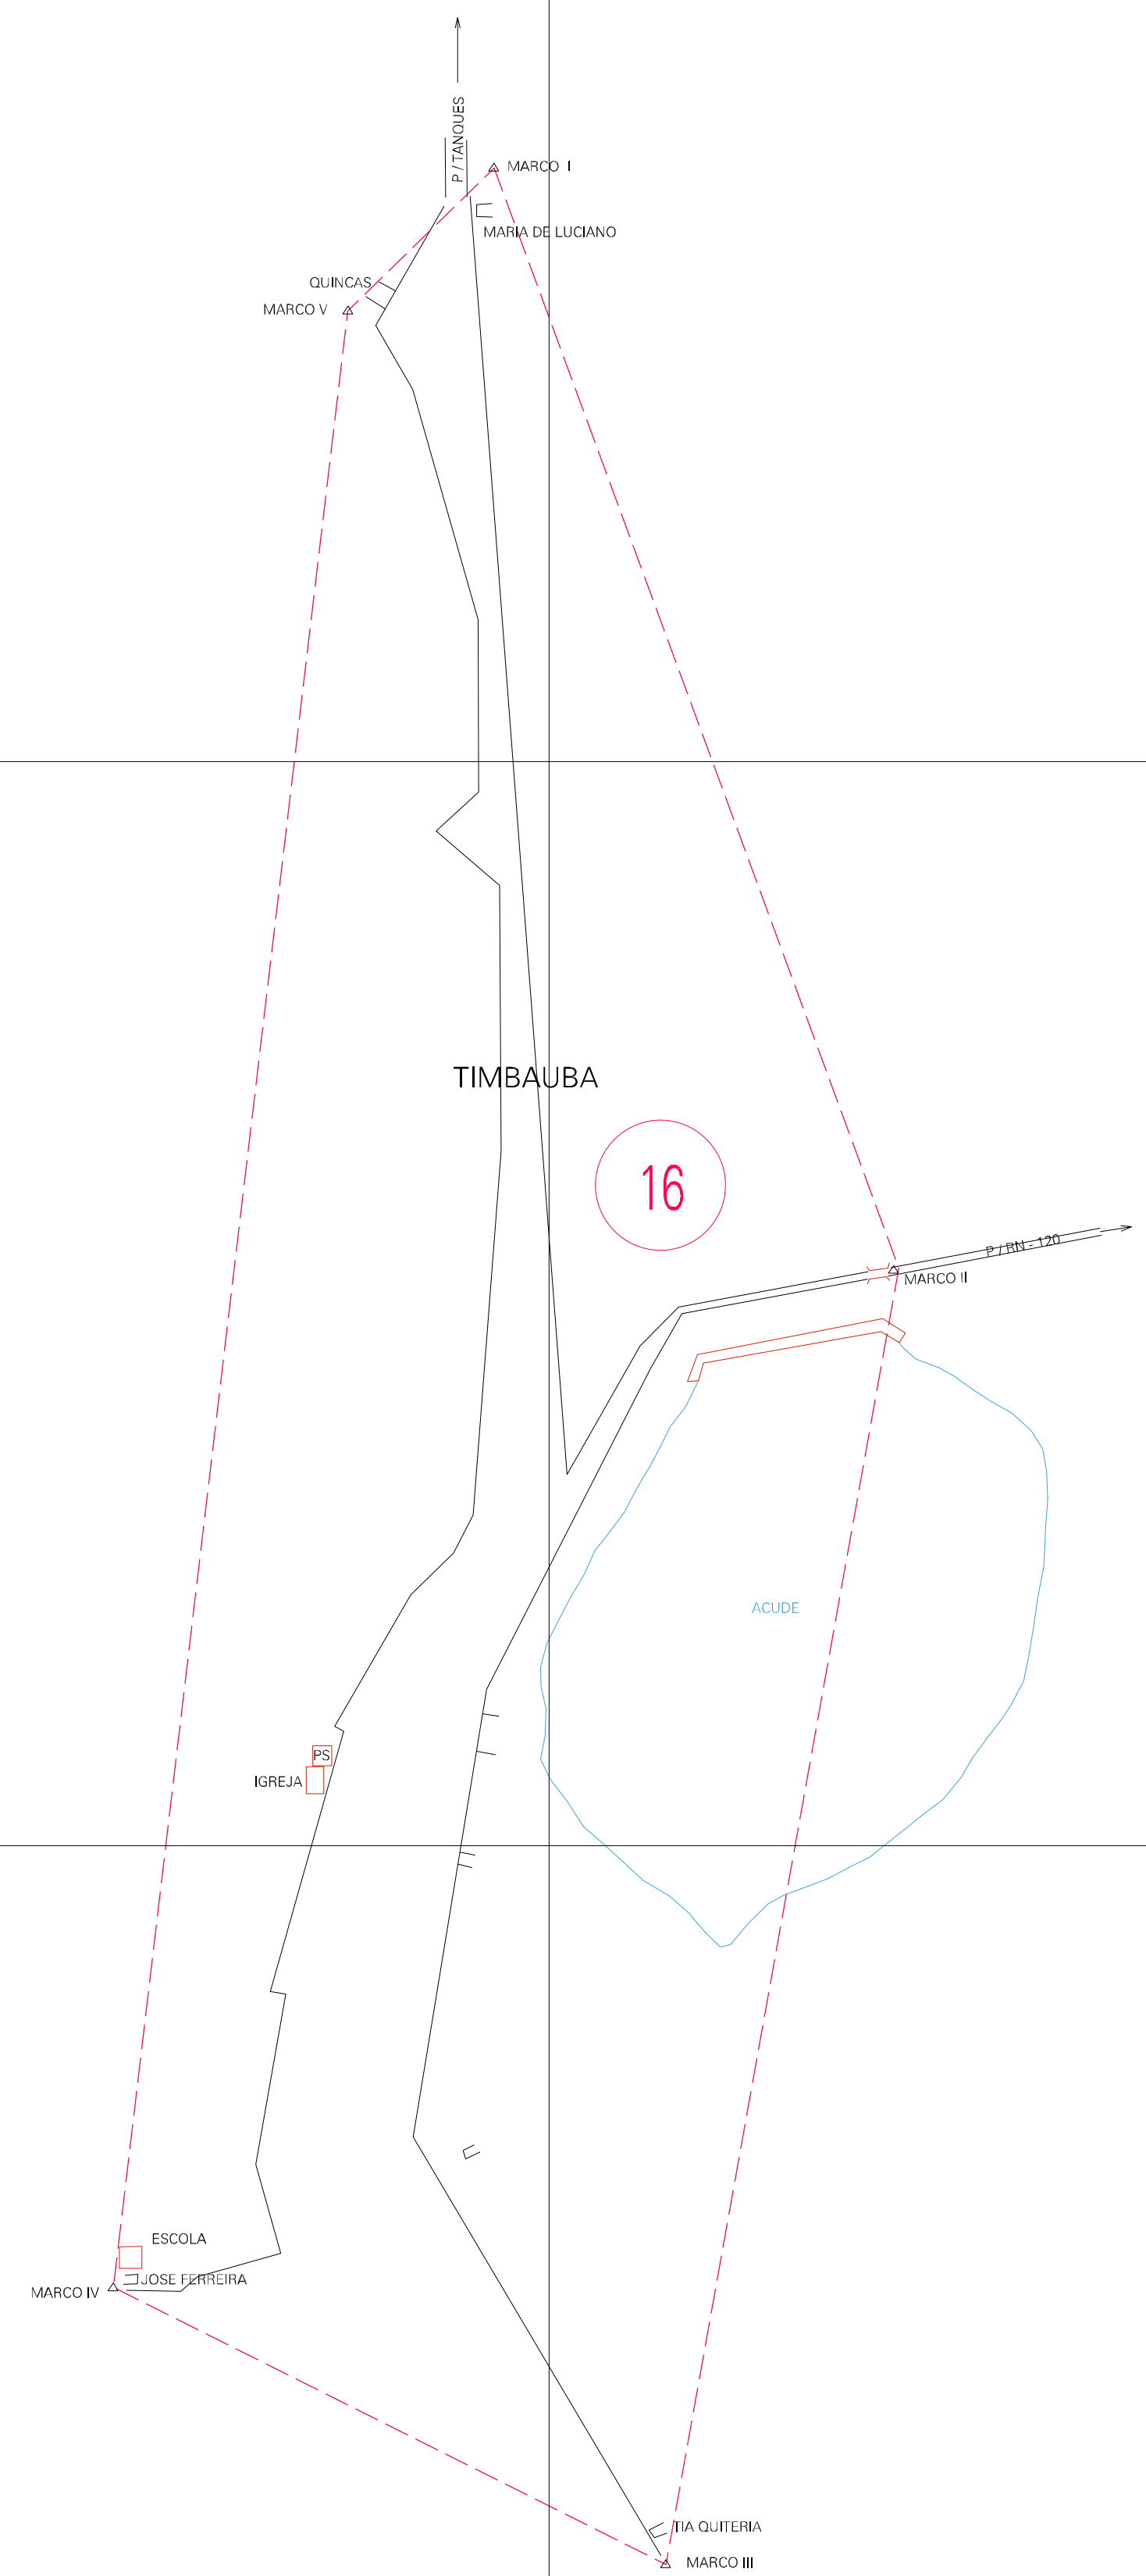 P / TANQUES
MARCO I
MARIA DE LUCIANO
QUINCAS
MARCO V
TIMBAUBA
16
P / RN - 120
MARCO II
ACUDE
PS
IGREJA
ESCOLA
JOSE FERREIRA
MARCO IV
TIA QUITERIA
MARCO III